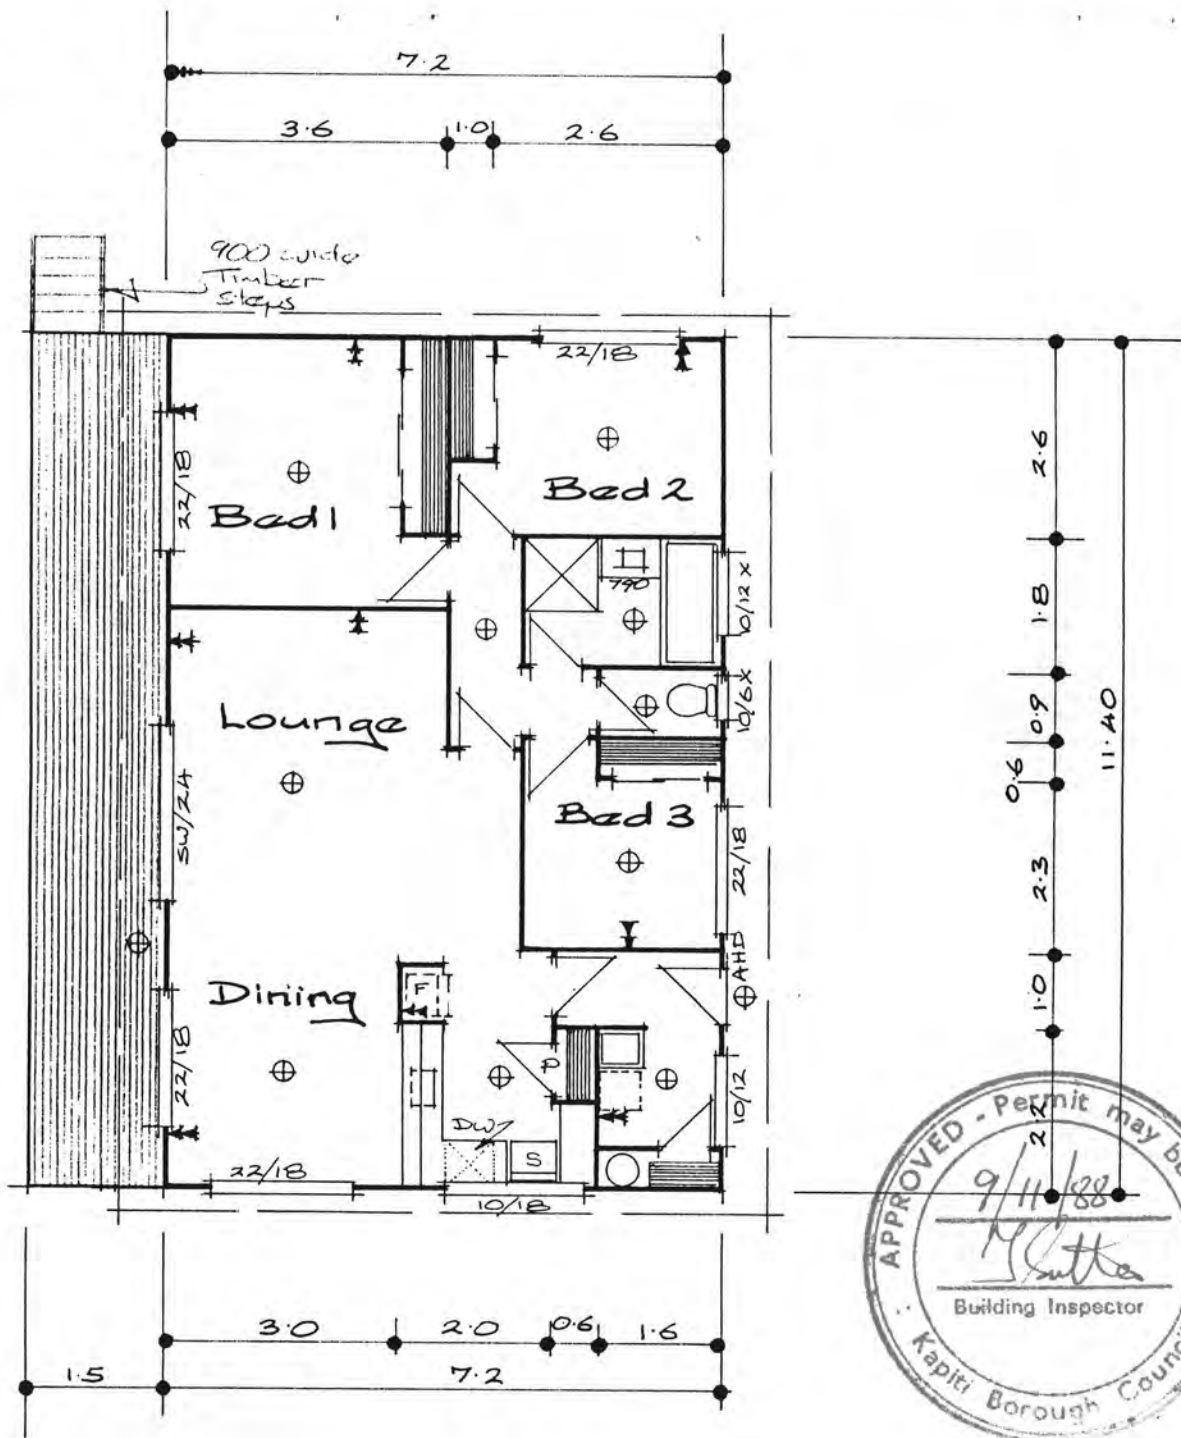 7.2
3.6 1.0 2.6
900 wide
Timber
steps
22/18
22/18
Bed 1
Bed 2
790
10/12 X
10/6 X
Lounge
SW/24
Bed 3
22/18
AHD
Dining
F
22/18
P
10/12
DW
S
22/18
10/18
2.6
1.8
0.9
0.6
2.3
1.0
2.2
11.40
3.0 2.0 0.6 1.6
1.5 7.2
APPROVED - Permit may be
9/11/88
Building Inspector
Kapiti Borough Council